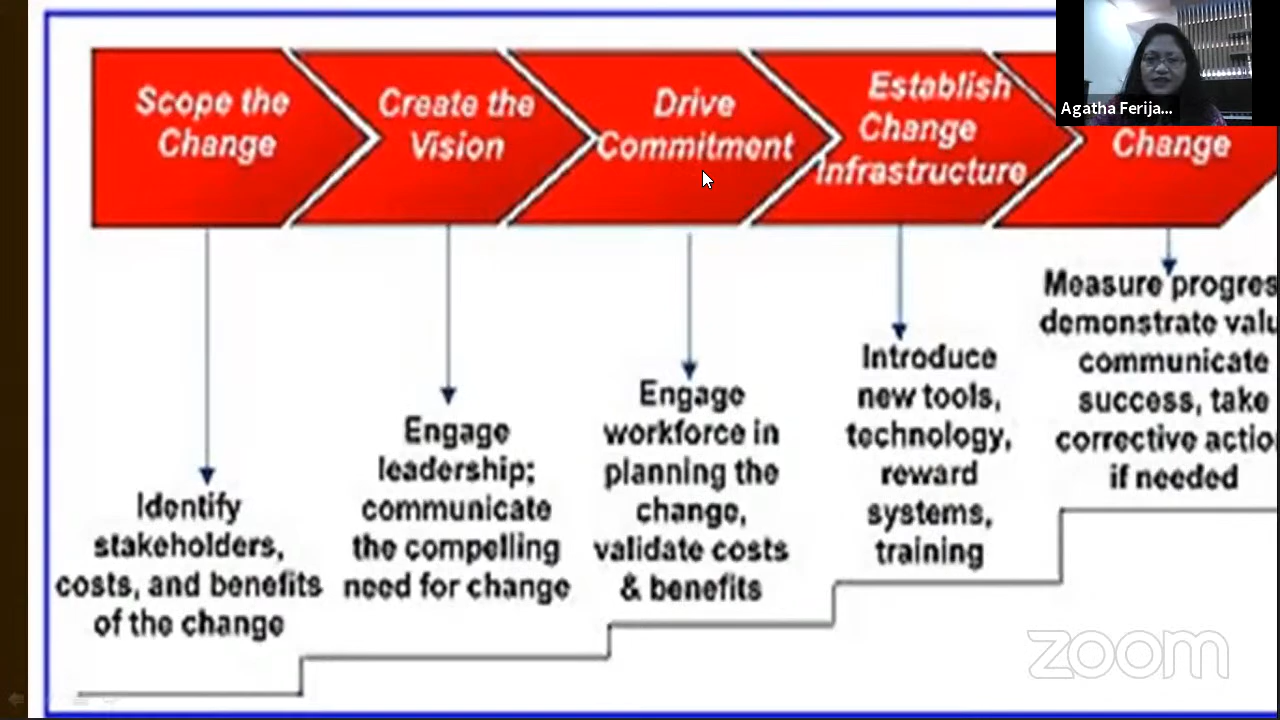 Scope the
Change
Create the
Vision
Drive
Commitment
Establish
Change
Infrastructure
Change
Agatha Ferija...
Identify
stakeholders,
costs, and benefits
of the change
Engage
leadership;
communicate
the compelling
need for change
Engage
workforce in
planning the
change,
validate costs
& benefits
Introduce
new tools,
technology,
reward
systems,
training
Measure progres
demonstrate valu
communicate
success, take
corrective actio
if needed
zoom